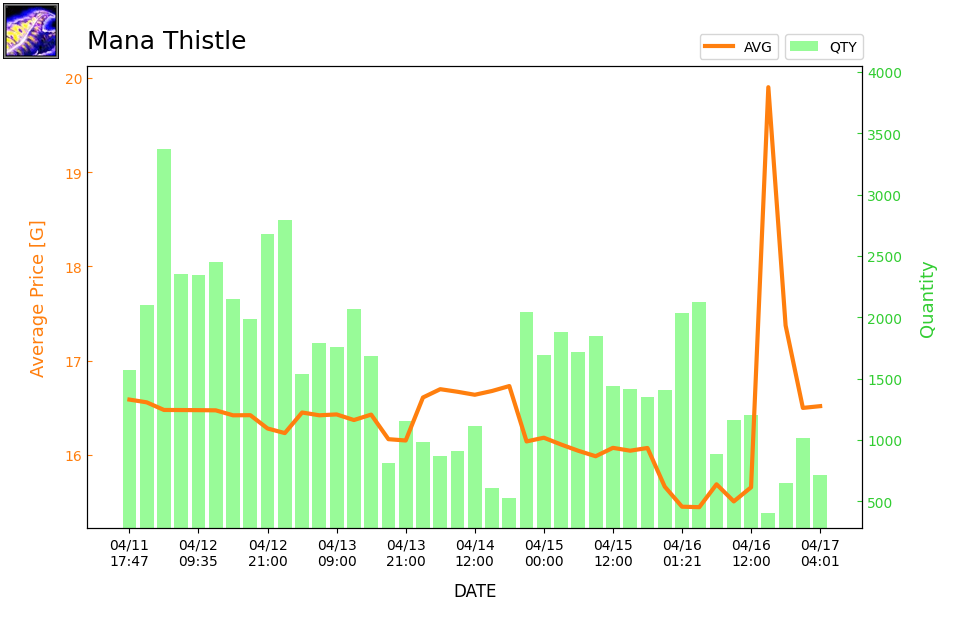 Mana Thistle
AVG
QTY
20
19
18
17
16
Average Price [G]
4000
3500
3000
2500
2000
1500
1000
500
Quantity
04/11 04/12 04/12 04/13 04/13 04/14 04/15 04/15 04/16 04/16 04/17
17:47 09:35 21:00 09:00 21:00 12:00 00:00 12:00 01:21 12:00 04:01
DATE